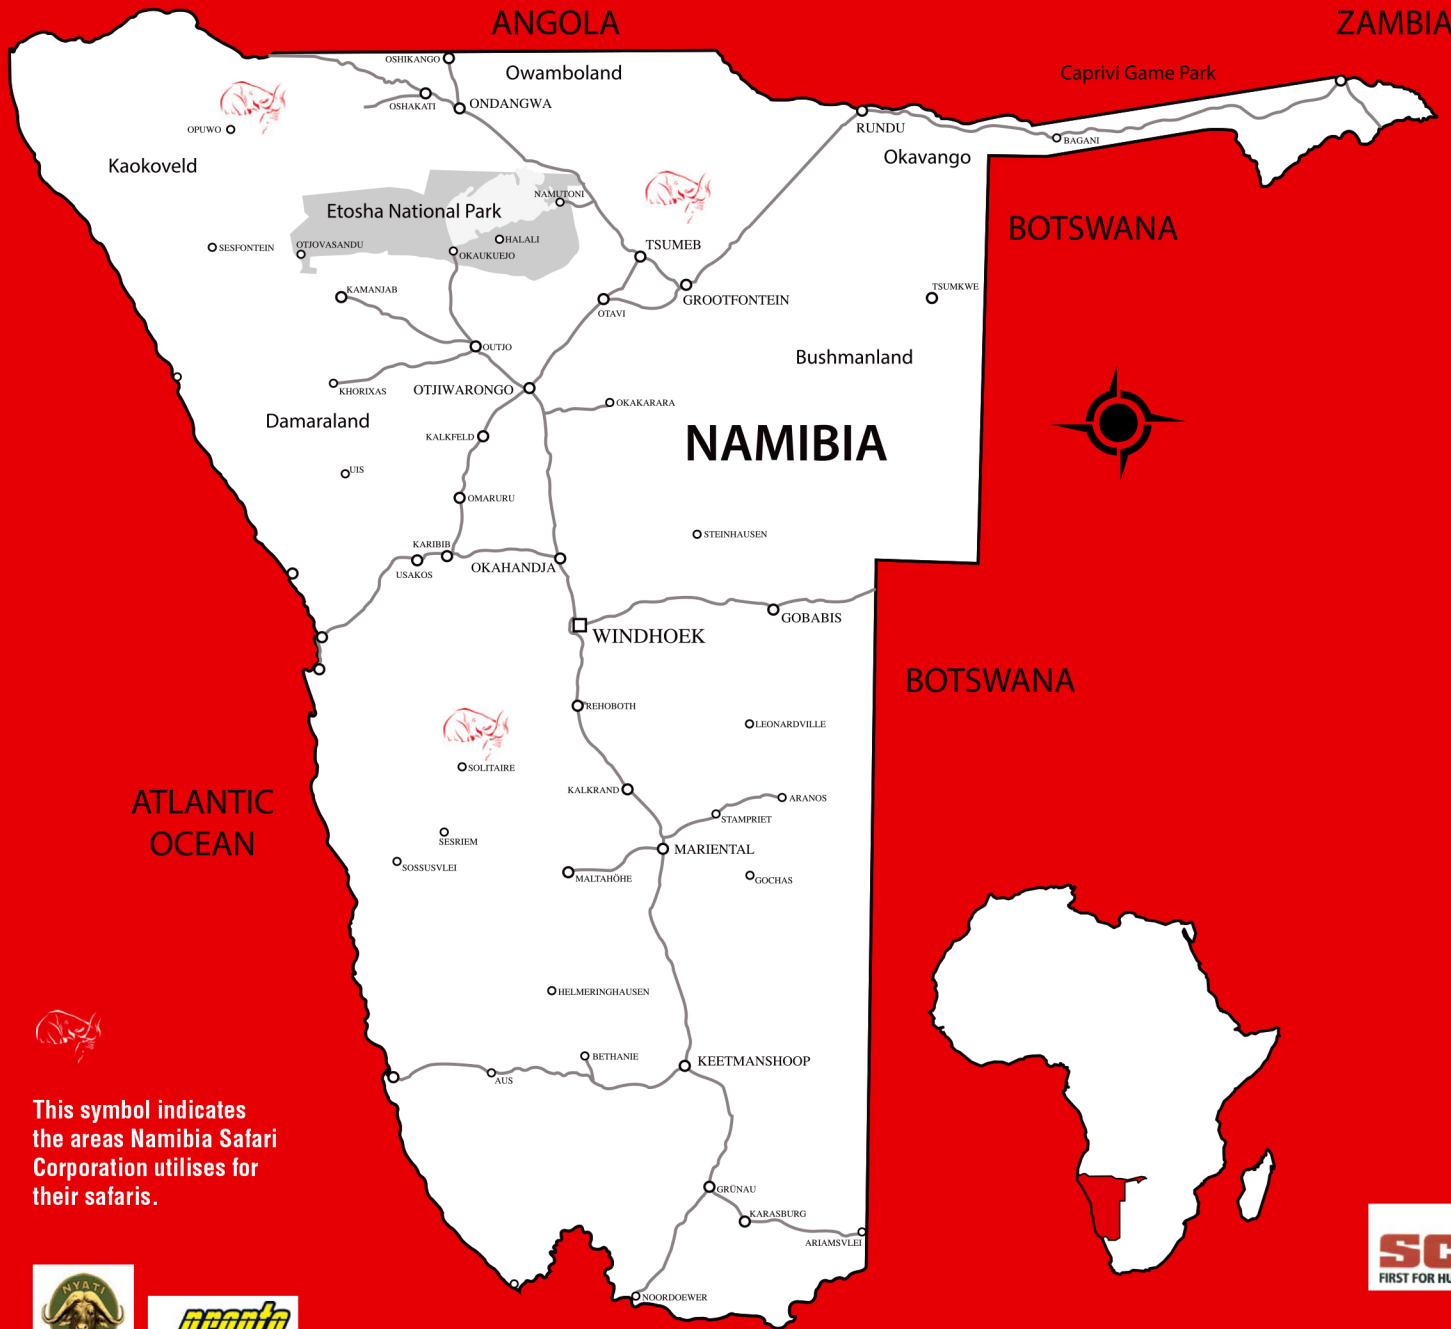 ANGOLA
ZAMBIA
OSHIKANGO
Owamboland
Caprivi Game Park
OSHAKATI
ONDANGWA
OPUWO
RUNDU
BAGANI
Kaokoveld
Okavango
NAMUTONI
Etosha National Park
BOTSWANA
SESFONTEIN
OTJOVASANDU
HALALI
OKAUKUEJO
TSUMEB
KAMANJAB
TSUMKWE
GROOTFONTEIN
OTAVI
OUTJO
Bushmanland
KHORIXAS
OTJIWARONGO
OKAKARARA
Damaraland
KALKFELD
NAMIBIA
UIS
OMARURU
STEINHAUSEN
KARIBIB
USAKOS
OKAHANDJA
GOBABIS
WINDHOEK
BOTSWANA
REHOBOTH
LEONARDVILLE
SOLITAIRE
KALKRAND
ARANOS
ATLANTIC
OCEAN
STAMPRIET
SESRIEM
MARIENTAL
SOSSUSVLEI
MALTAHÖHE
GOCHAS
HELMERINGHAUSEN
BETHANIE
KEETMANSHOOP
AUS
This symbol indicates
the areas Namibia Safari
Corporation utilises for
their safaris.
GRÜNAU
KARASBURG
ARIAMSVLEI
NOORDOEWER
NYATI
SC
FIRST FOR HU